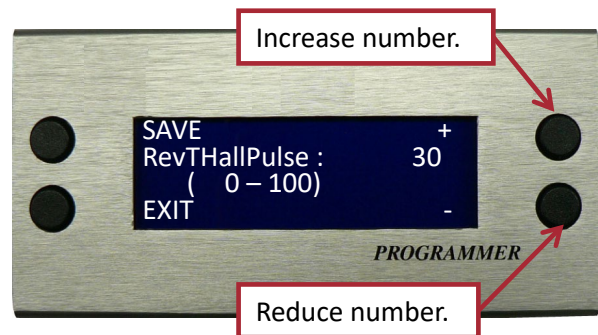 Increase number.
SAVE +
RevTHallPulse : 30
( 0 – 100)
EXIT -
PROGRAMMER
Reduce number.